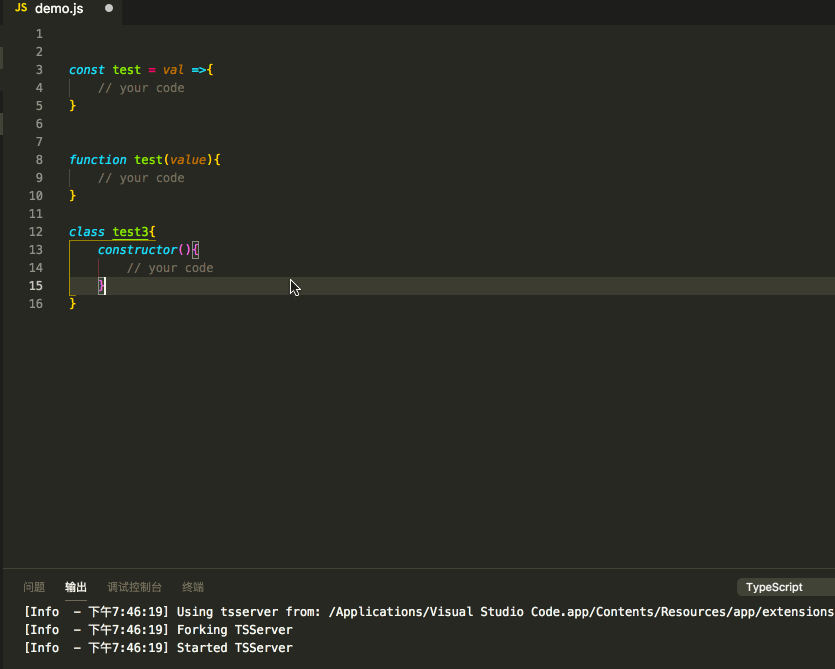 JS demo.js
1
2
3 const test = val =>{
4 // your code
5 }
6
7
8 function test(value){
9 // your code
10 }
11
12 class test3{
13 constructor(){
14 // your code
15 }
16 }
问题 输出 调试控制台 终端 TypeScript
[Info  - 下午7:46:19] Using tsserver from: /Applications/Visual Studio Code.app/Contents/Resources/app/extensions
[Info  - 下午7:46:19] Forking TSServer
[Info  - 下午7:46:19] Started TSServer